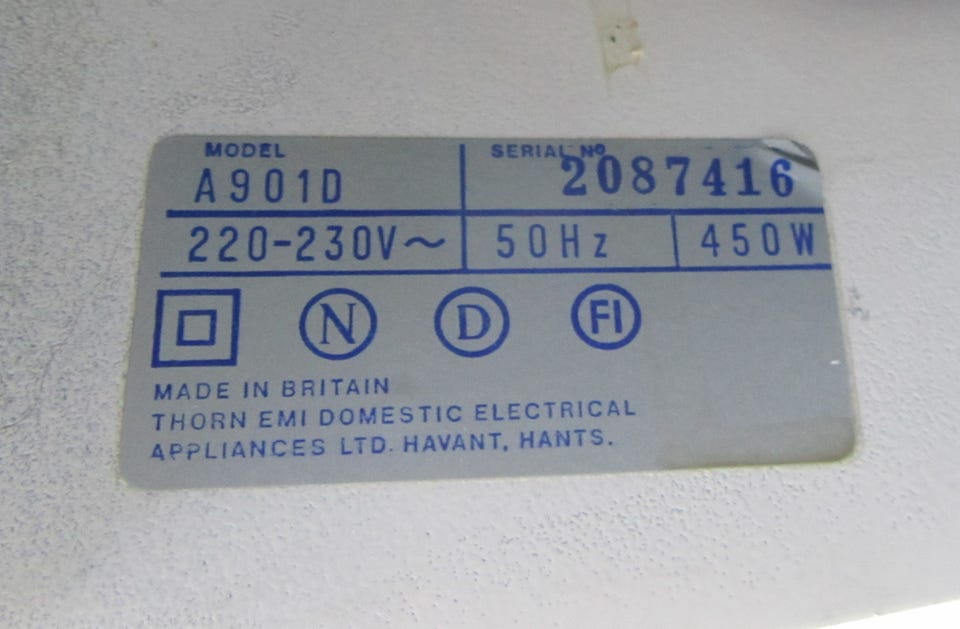 MODEL SERIAL Nº
A901D 2087416
220-230V~ 50Hz 450W
N D FI
MADE IN BRITAIN
THORN EMI DOMESTIC ELECTRICAL
APPLIANCES LTD. HAVANT, HANTS.